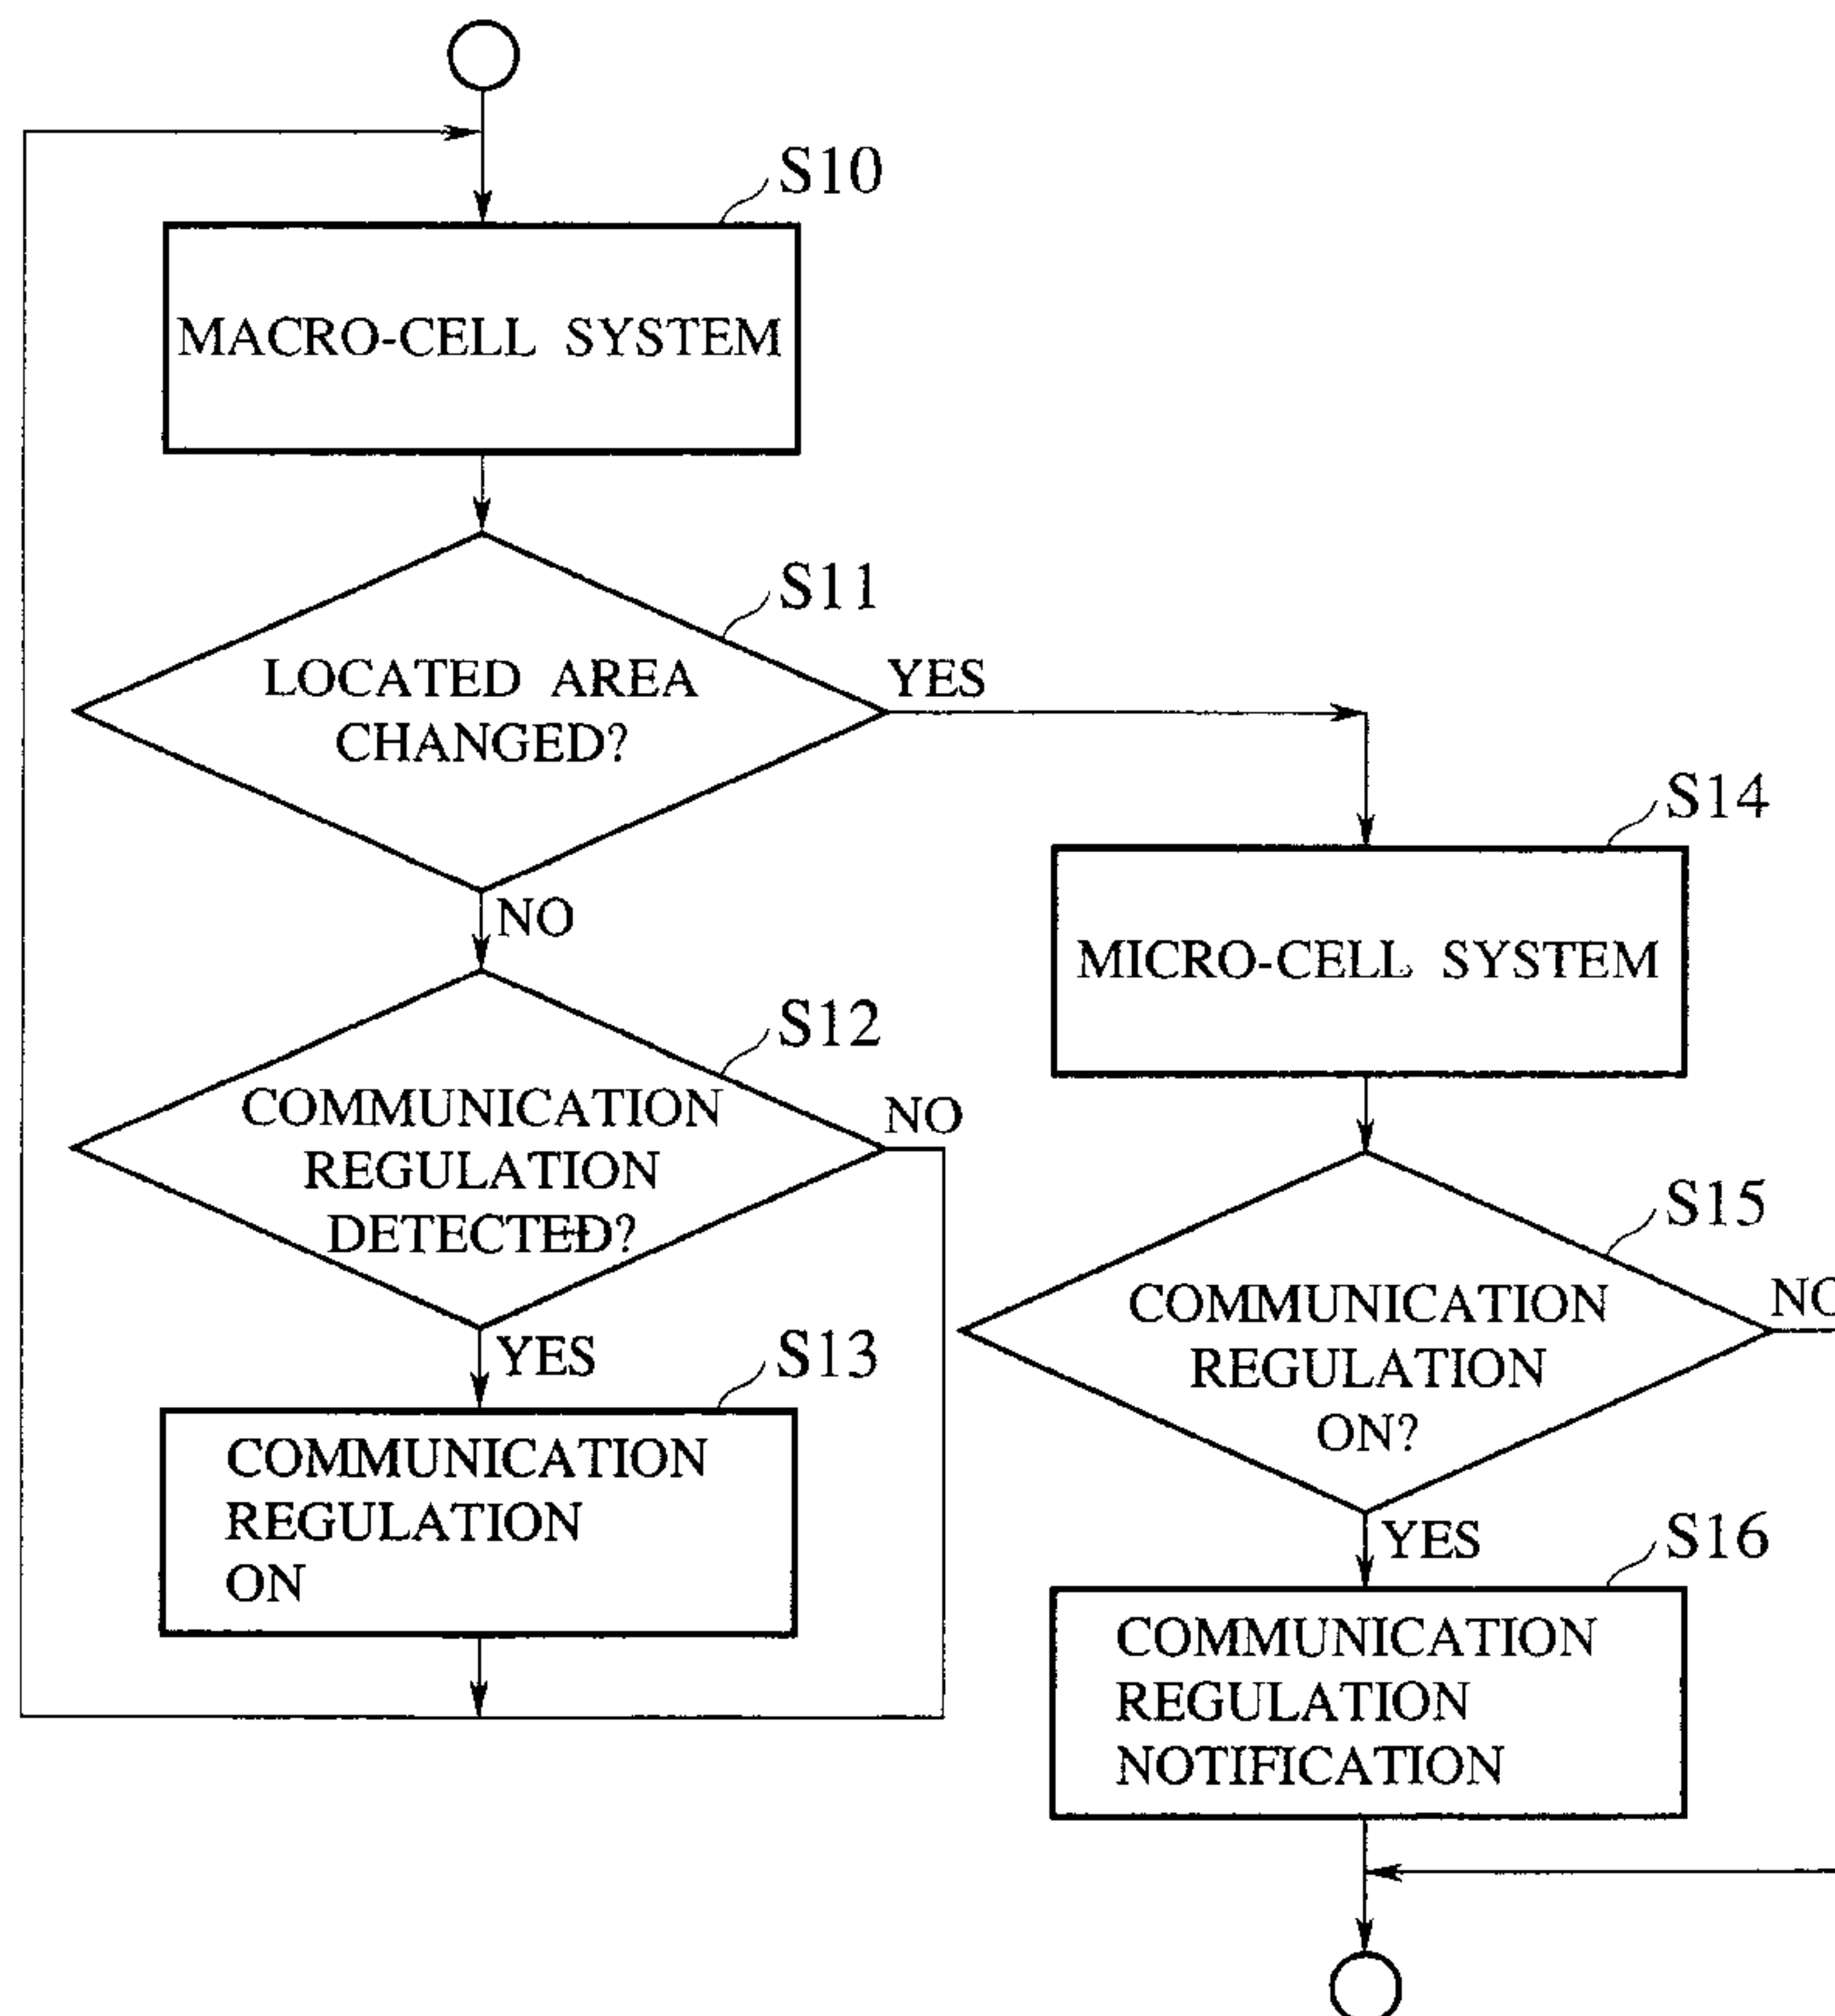 S10
MACRO-CELL SYSTEM
S11
LOCATED AREA
CHANGED?
YES
NO
S12
COMMUNICATION
REGULATION
DETECTED?
NO
YES
S13
COMMUNICATION
REGULATION
ON
S14
MICRO-CELL SYSTEM
S15
COMMUNICATION
REGULATION
ON?
NO
YES
S16
COMMUNICATION
REGULATION
NOTIFICATION